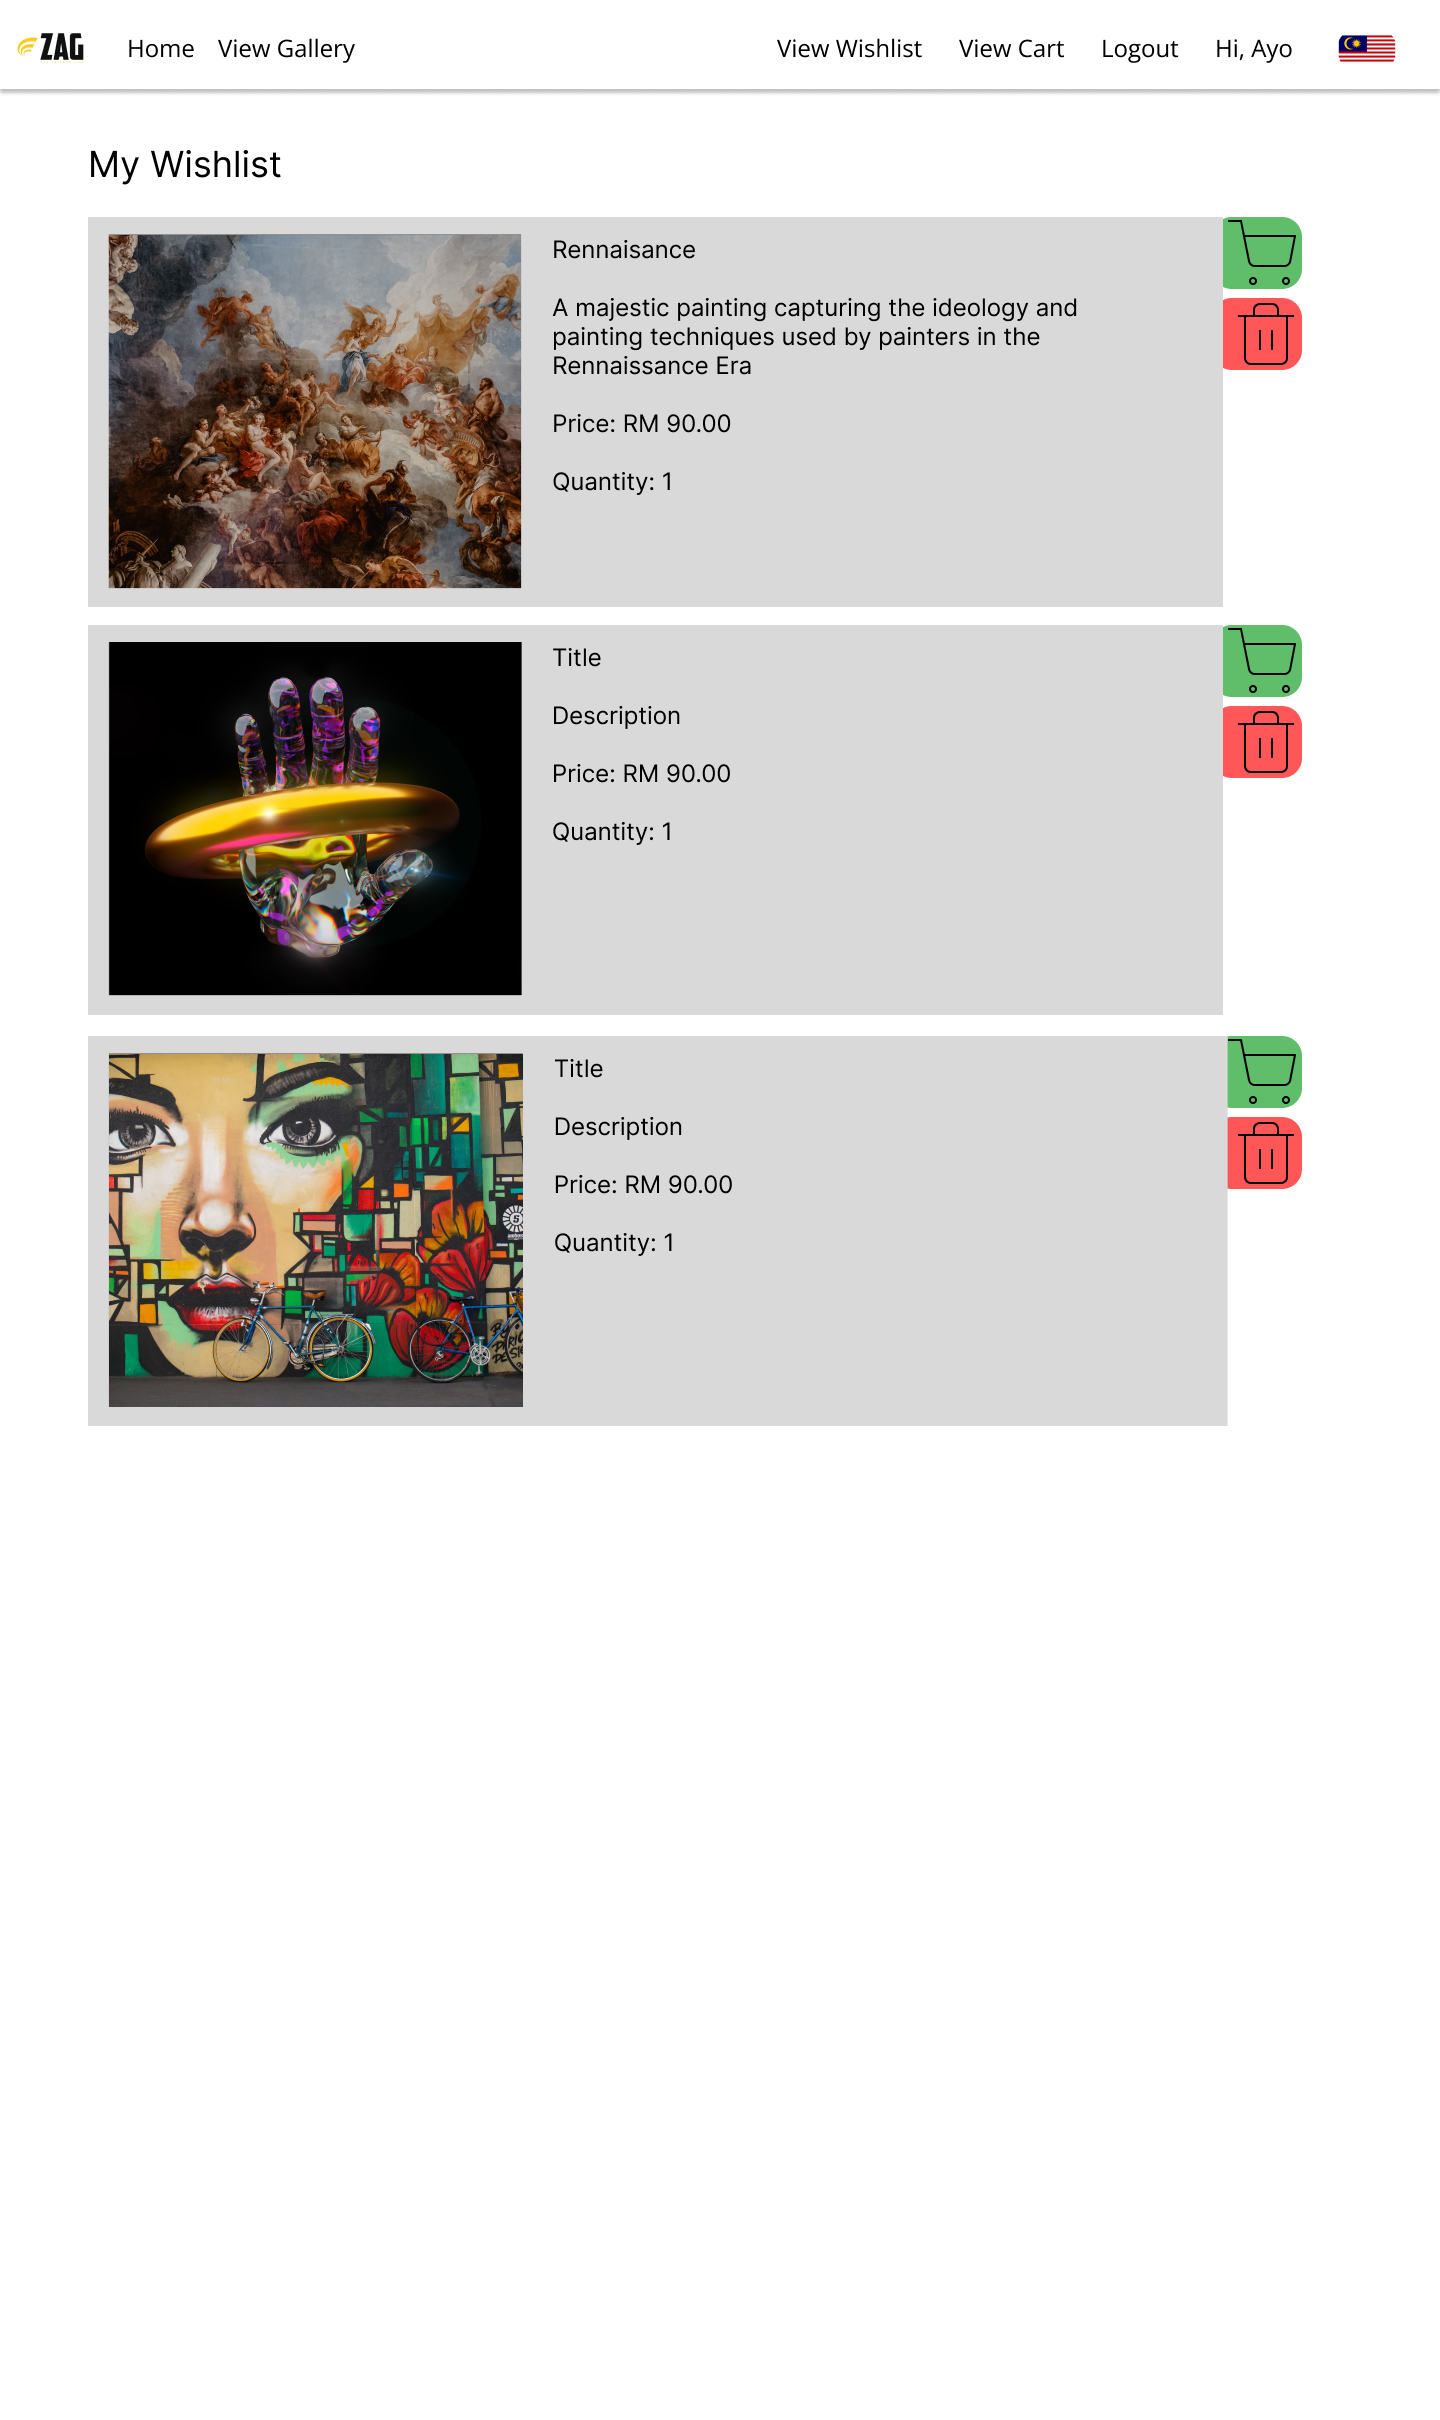 ZAG
Home
View Gallery
View Wishlist
View Cart
Logout
Hi, Ayo
My Wishlist
Rennaisance
A majestic painting capturing the ideology and
painting techniques used by painters in the
Rennaissance Era
Price: RM 90.00
Quantity: 1
Title
Description
Price: RM 90.00
Quantity: 1
Title
Description
Price: RM 90.00
Quantity: 1